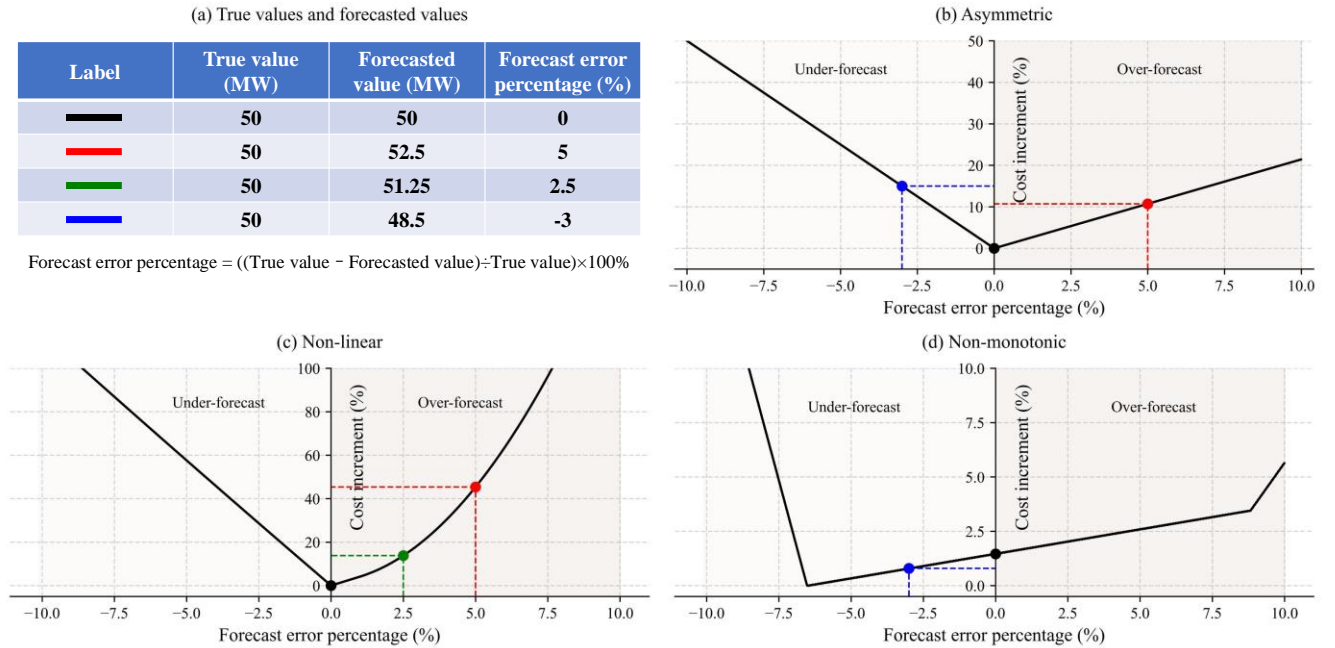 (a) True values and forecasted values
Label
True value
(MW)
Forecasted
value (MW)
Forecast error
percentage (%)
50
50
0
50
52.5
5
50
51.25
2.5
50
48.5
-3
Forecast error percentage = ((True value - Forecasted value)÷True value)×100%
(b) Asymmetric
50
40
30
20
10
0
Under-forecast
Over-forecast
Cost increment (%)
−10.0
−7.5
−5.0
−2.5
0.0
2.5
5.0
7.5
10.0
Forecast error percentage (%)
(c) Non-linear
100
80
60
40
20
0
Under-forecast
Over-forecast
Cost increment (%)
−10.0
−7.5
−5.0
−2.5
0.0
2.5
5.0
7.5
10.0
Forecast error percentage (%)
(d) Non-monotonic
10.0
7.5
5.0
2.5
0.0
Under-forecast
Over-forecast
Cost increment (%)
−10.0
−7.5
−5.0
−2.5
0.0
2.5
5.0
7.5
10.0
Forecast error percentage (%)